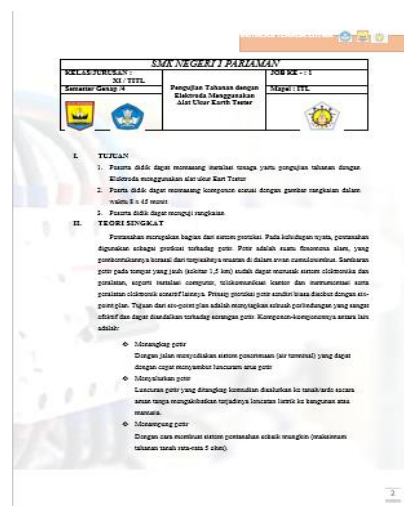 SMK NEGERI 1 PARIAMAN
KELAS/JURUSAN :
XI / TITL
Semester Genap /4
Pengujian Tahanan dengan
Elektroda Menggunakan
Alat Ukur Earth Tester
JOB KE - : 1
Mapel : ITL
I. TUJUAN
1. Peserta didik dapat memasang instalasi tenaga yaitu pengujian tahanan dengan
Elektroda menggunakan alat ukur Eart Tester
2. Peserta didik dapat memasang komponen sesuai dengan gambar rangkaian dalam
waktu 8 x 45 menit
3. Peserta didik dapat menguji rangkaian
II. TEORI SINGKAT
Pentanahan merupakan bagian dari sistem proteksi. Pada kehidupan nyata, pentanahan
digunakan sebagai proteksi terhadap petir. Petir adalah suatu fenomena alam, yang
pembentukannya berasal dari terpisahnya muatan di dalam awan cumulonimbus. Sambaran
petir pada tempat yang jauh (sekitar 1,5 km) sudah dapat merusak sistem elektronika dan
peralatan, seperti instalasi computer, telekomunikasi kantor dan instrumentasi serta
peralatan elektronik sensitif lainnya. Prinsip proteksi petir sendiri biasa disebut dengan six-
point plan. Tujuan dari six-point plan adalah menyiapkan sebuah perlindungan yang sangat
efektif dan dapat diandalkan terhadap serangan petir. Komponen-komponennya antara lain
adalah:
❖ Menangkap petir
Dengan jalan menyediakan sistem penerimaan (air terminal) yang dapat
dengan cepat menyambut luncuran arus petir
❖ Menyalurkan petir
Luncuran petir yang ditangkap kemudian disalurkan ke tanah/arde secara
aman tanpa mengakibatkan terjadinya loncatan listrik ke bangunan atau
manusia.
❖ Menampung petir
Dengan cara membuat sistem pentanahan sebaik mungkin (maksimum
tahanan tanah rata-rata 5 ohm).
2